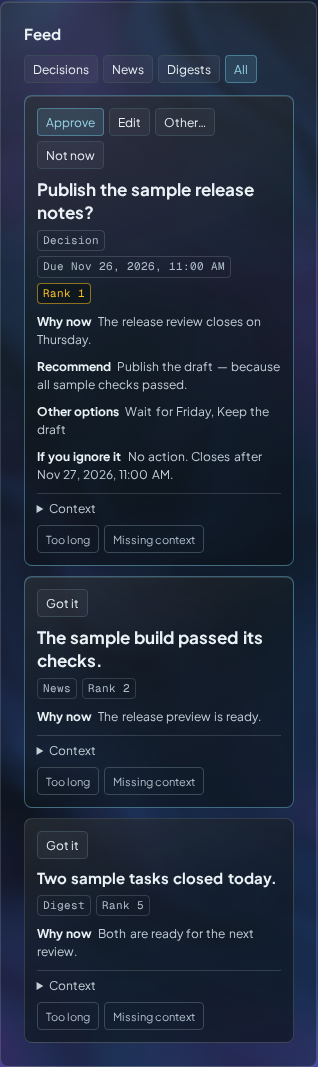 Feed
Decisions News Digests All
Approve Edit Other…
Not now
Publish the sample release
notes?
Decision
Due Nov 26, 2026, 11:00 AM
Rank 1
Why now The release review closes on
Thursday.
Recommend Publish the draft — because
all sample checks passed.
Other options Wait for Friday, Keep the
draft
If you ignore it No action. Closes after
Nov 27, 2026, 11:00 AM.
Context
Too long Missing context
Got it
The sample build passed its
checks.
News Rank 2
Why now The release preview is ready.
Context
Too long Missing context
Got it
Two sample tasks closed today.
Digest Rank 5
Why now Both are ready for the next
review.
Context
Too long Missing context